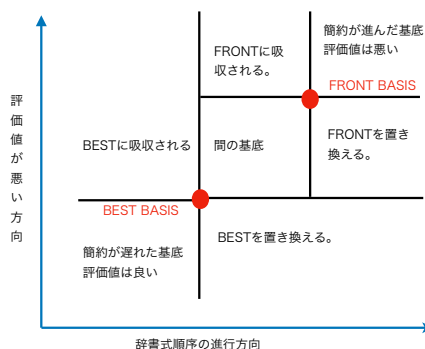 簡約が進んだ基底
評価値は悪い
FRONTに吸
収される。
FRONT BASIS
評価値が悪い方向
BESTに吸収される
間の基底
FRONTを置き
換える。
BEST BASIS
BESTを置き換える。
簡約が遅れた基底
評価値は良い
辞書式順序の進行方向